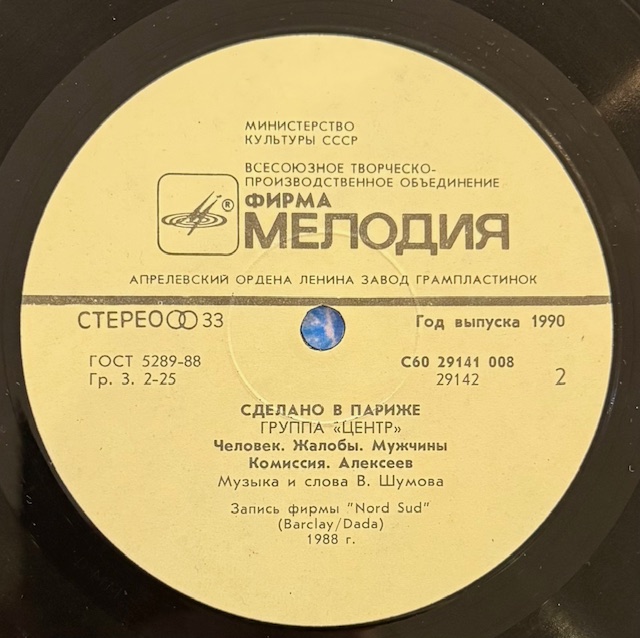 МИНИСТЕРСТВО
КУЛЬТУРЫ СССР
ВСЕСОЮЗНОЕ ТВОРЧЕСКО-
ПРОИЗВОДСТВЕННОЕ ОБЪЕДИНЕНИЕ
ФИРМА
®
МЕЛОДИЯ
АПРЕЛЕВСКИЙ ОРДЕНА ЛЕНИНА ЗАВОД ГРАМПЛАСТИНОК
СТЕРЕО 33
Год выпуска 1990
ГОСТ 5289-88
Гр. 3. 2-25
С60 29141 008
29142
2
СДЕЛАНО В ПАРИЖЕ
ГРУППА «ЦЕНТР»
Человек. Жалобы. Мужчины
Комиссия. Алексеев
Музыка и слова В. Шумова
Запись фирмы "Nord Sud"
(Barclay/Dada)
1988 г.